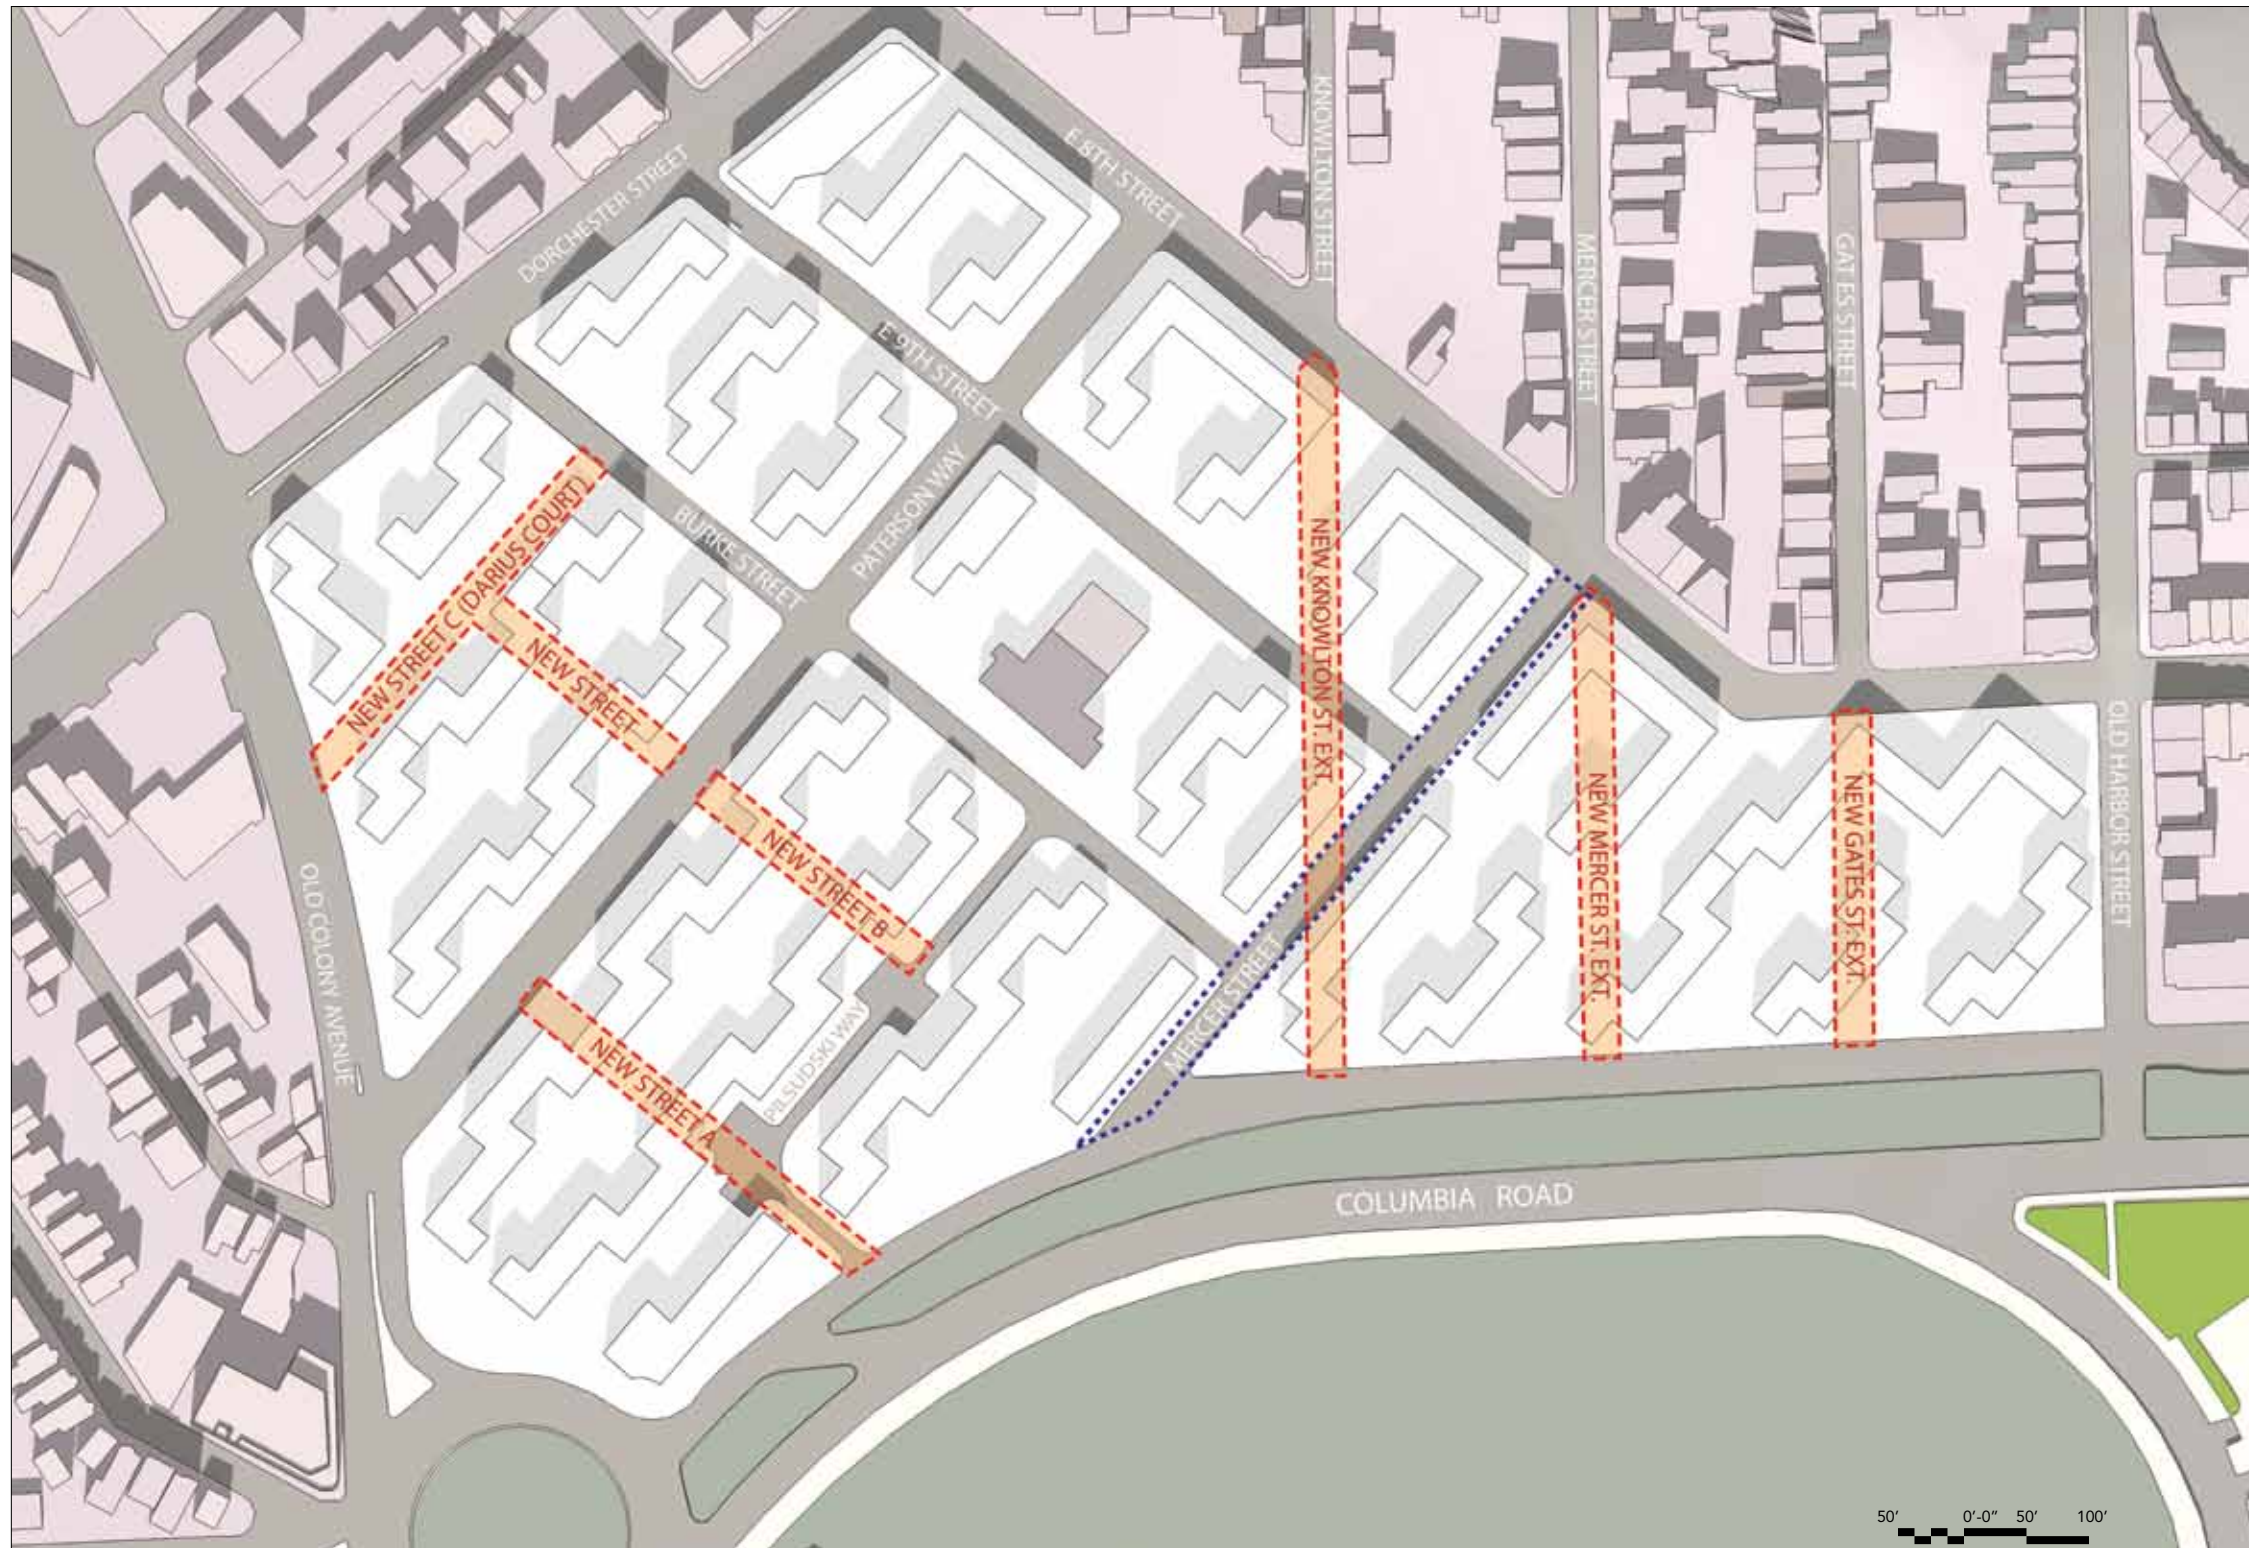 KNOWLTON STREET
E 8TH STREET
DORCHESTER STREET
MERCER STREET
GATES STREET
E 9TH STREET
PATERSON WAY
BURKE STREET
NEW STREET C (DARIUS COURT)
NEW STREET
NEW KNOWLTON ST. EXT.
NEW MERCER ST. EXT.
NEW GATES ST. EXT.
OLD HARBOR STREET
NEW STREET B
OLD COLONY AVENUE
MERCER STREET
PILSUDSKI WAY
NEW STREET A
COLUMBIA ROAD
50' 0'-0" 50' 100'